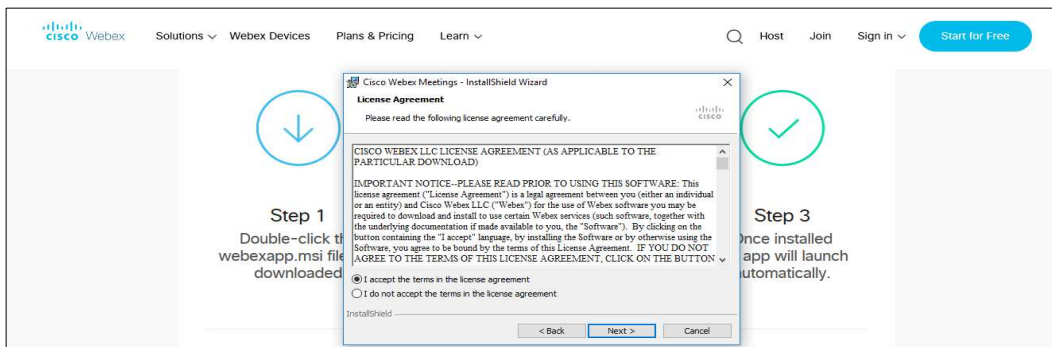 cisco Webex
Solutions Webex Devices Plans & Pricing Learn Host Join Sign in Start for Free
Cisco Webex Meetings - InstallShield Wizard
License Agreement
Please read the following license agreement carefully.
cisco
CISCO WEBEX LLC LICENSE AGREEMENT (AS APPLICABLE TO THE
PARTICULAR DOWNLOAD)
IMPORTANT NOTICE--PLEASE READ PRIOR TO USING THIS SOFTWARE: This
license agreement ("License Agreement") is a legal agreement between you (either an individual
or an entity) and Cisco Webex LLC ("Webex") for the use of Webex software you may be
required to download and install to use certain Webex services (such software, together with
the underlying documentation if made available to you, the "Software"). By clicking on the
button containing the "I accept" language, by installing the Software or by otherwise using the
Software, you agree to be bound by the terms of this License Agreement. IF YOU DO NOT
AGREE TO THE TERMS OF THIS LICENSE AGREEMENT, CLICK ON THE BUTTON
I accept the terms in the license agreement
I do not accept the terms in the license agreement
InstallShield
< Back Next > Cancel
Step 1
Double-click
webexapp.msi
downloaded
Step 3
installed
app will launch